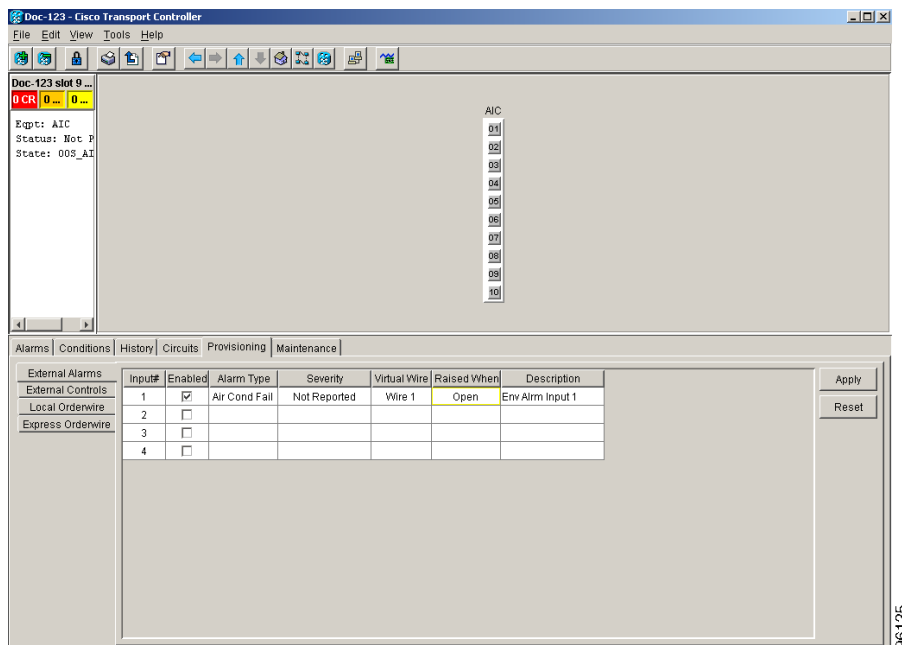 Doc-123 - Cisco Transport Controller
File Edit View Tools Help
Doc-123 slot 9 ...
0 CR 0 ... 0 ...
Eqpt: AIC
Status: Not P
State: OOS_AI
AIC
01
02
03
04
05
06
07
08
09
10
Alarms Conditions History Circuits Provisioning Maintenance
External Alarms
External Controls
Local Orderwire
Express Orderwire
Input# Enabled Alarm Type Severity Virtual Wire Raised When Description
1 Air Cond Fail Not Reported Wire 1 Open Env Alrm Input 1
2
3
4
Apply
Reset